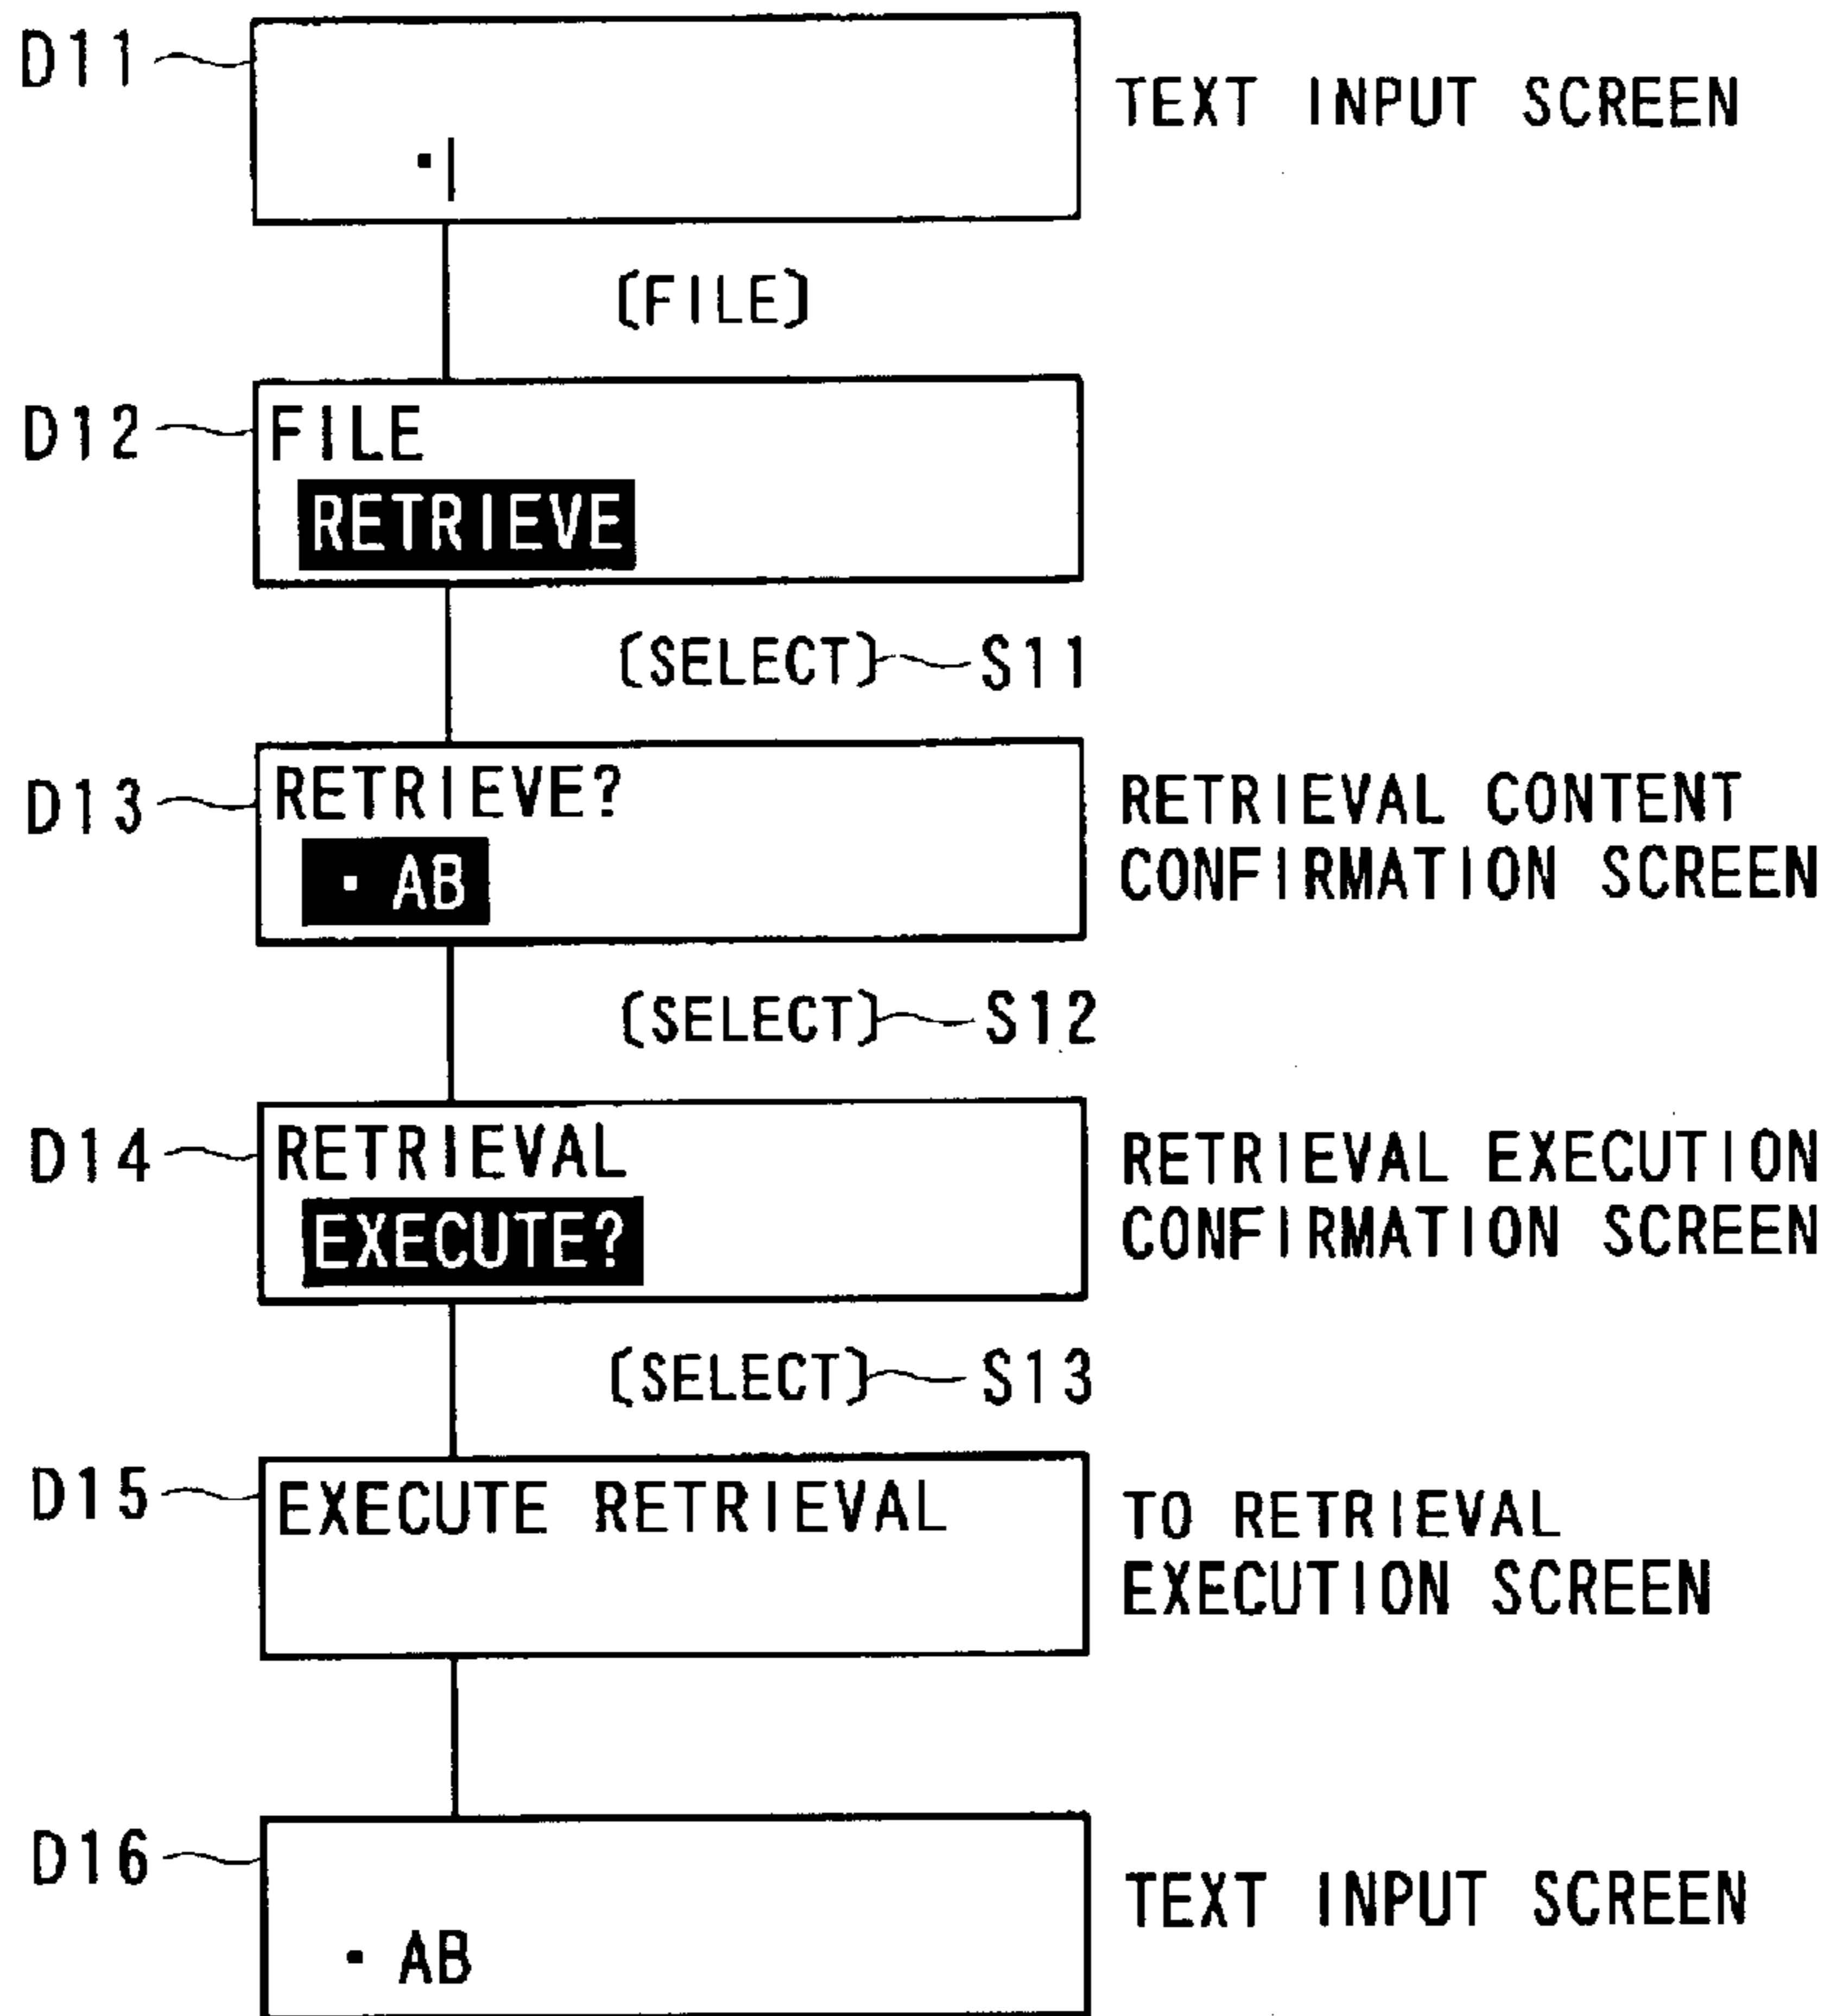 D11
TEXT INPUT SCREEN
(FILE)
D12
FILE
RETRIEVE
(SELECT) S11
D13
RETRIEVE?
▪ AB
RETRIEVAL CONTENT
CONFIRMATION SCREEN
(SELECT) S12
D14
RETRIEVAL
EXECUTE?
RETRIEVAL EXECUTION
CONFIRMATION SCREEN
(SELECT) S13
D15
EXECUTE RETRIEVAL
TO RETRIEVAL
EXECUTION SCREEN
D16
▪ AB
TEXT INPUT SCREEN